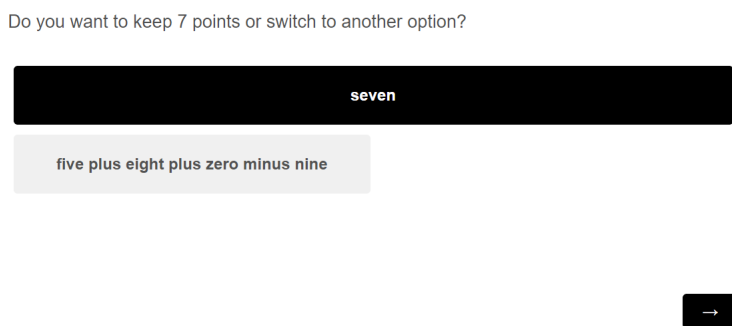 Do you want to keep 7 points or switch to another option?
seven
five plus eight plus zero minus nine
→